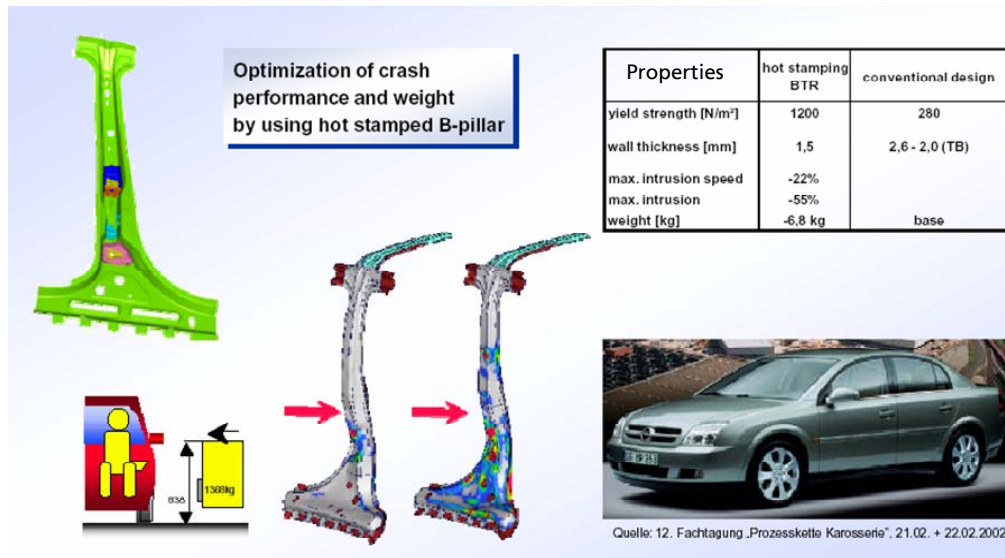 Optimization of crash
performance and weight
by using hot stamped B-pillar
Properties hot stamping BTR conventional design
yield strength [N/m²] 1200 280
wall thickness [mm] 1,5 2,6 - 2,0 (TB)
max. intrusion speed -22%
max. intrusion -55%
weight [kg] -6,8 kg base
1368kg
Quelle: 12. Fachtagung „Prozesskette Karosserie", 21.02. + 22.02.2002